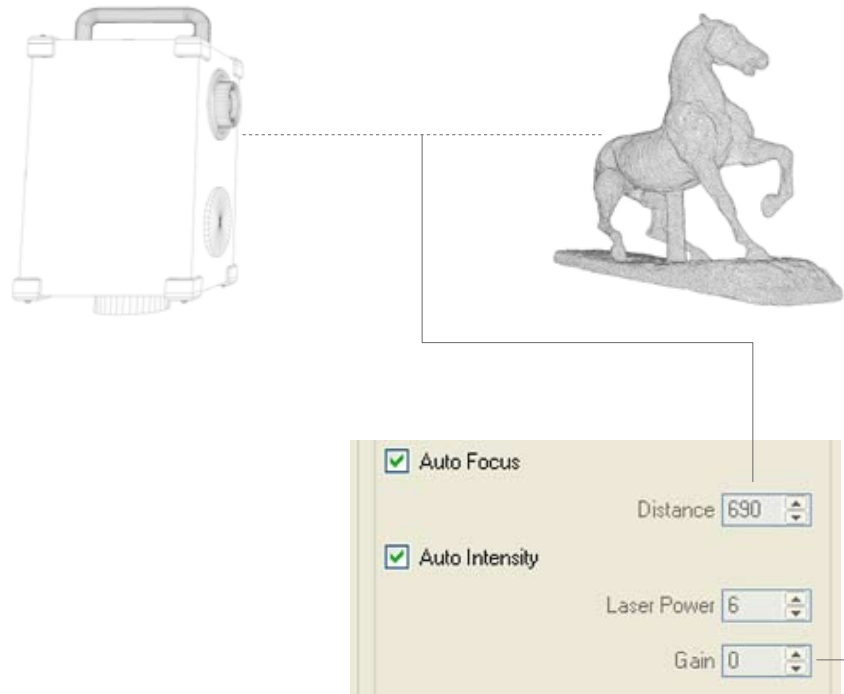 Auto Focus
Distance 690
Auto Intensity
Laser Power 6
Gain 0